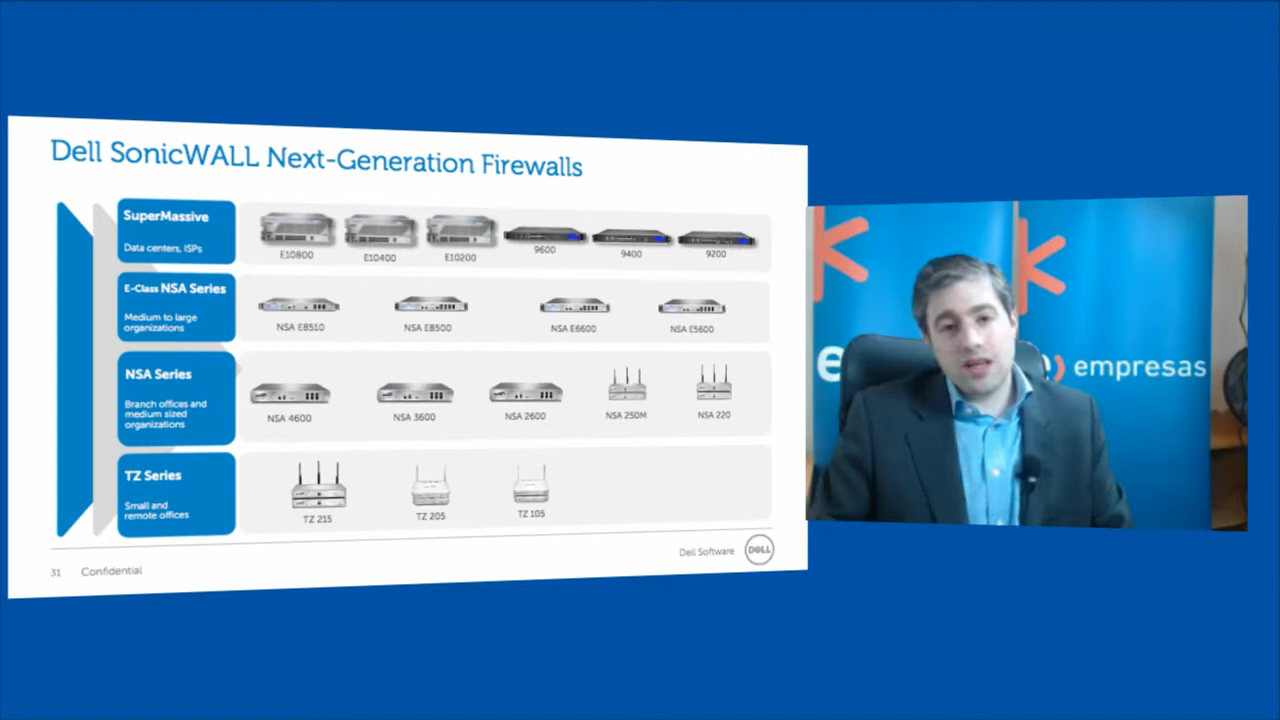 Dell SonicWALL Next-Generation Firewalls
SuperMassive
Data centers, ISPs
E10800
E10400
E10200
9600
9400
9200
E-Class NSA Series
Medium to large
organizations
NSA E8510
NSA E8500
NSA E6600
NSA E5600
NSA Series
Branch offices and
medium sized
organizations
NSA 4600
NSA 3600
NSA 2600
NSA 250M
NSA 220
TZ Series
Small and
remote offices
TZ 215
TZ 205
TZ 105
31 Confidential
Dell Software
DELL
k
k
e
e) empresas